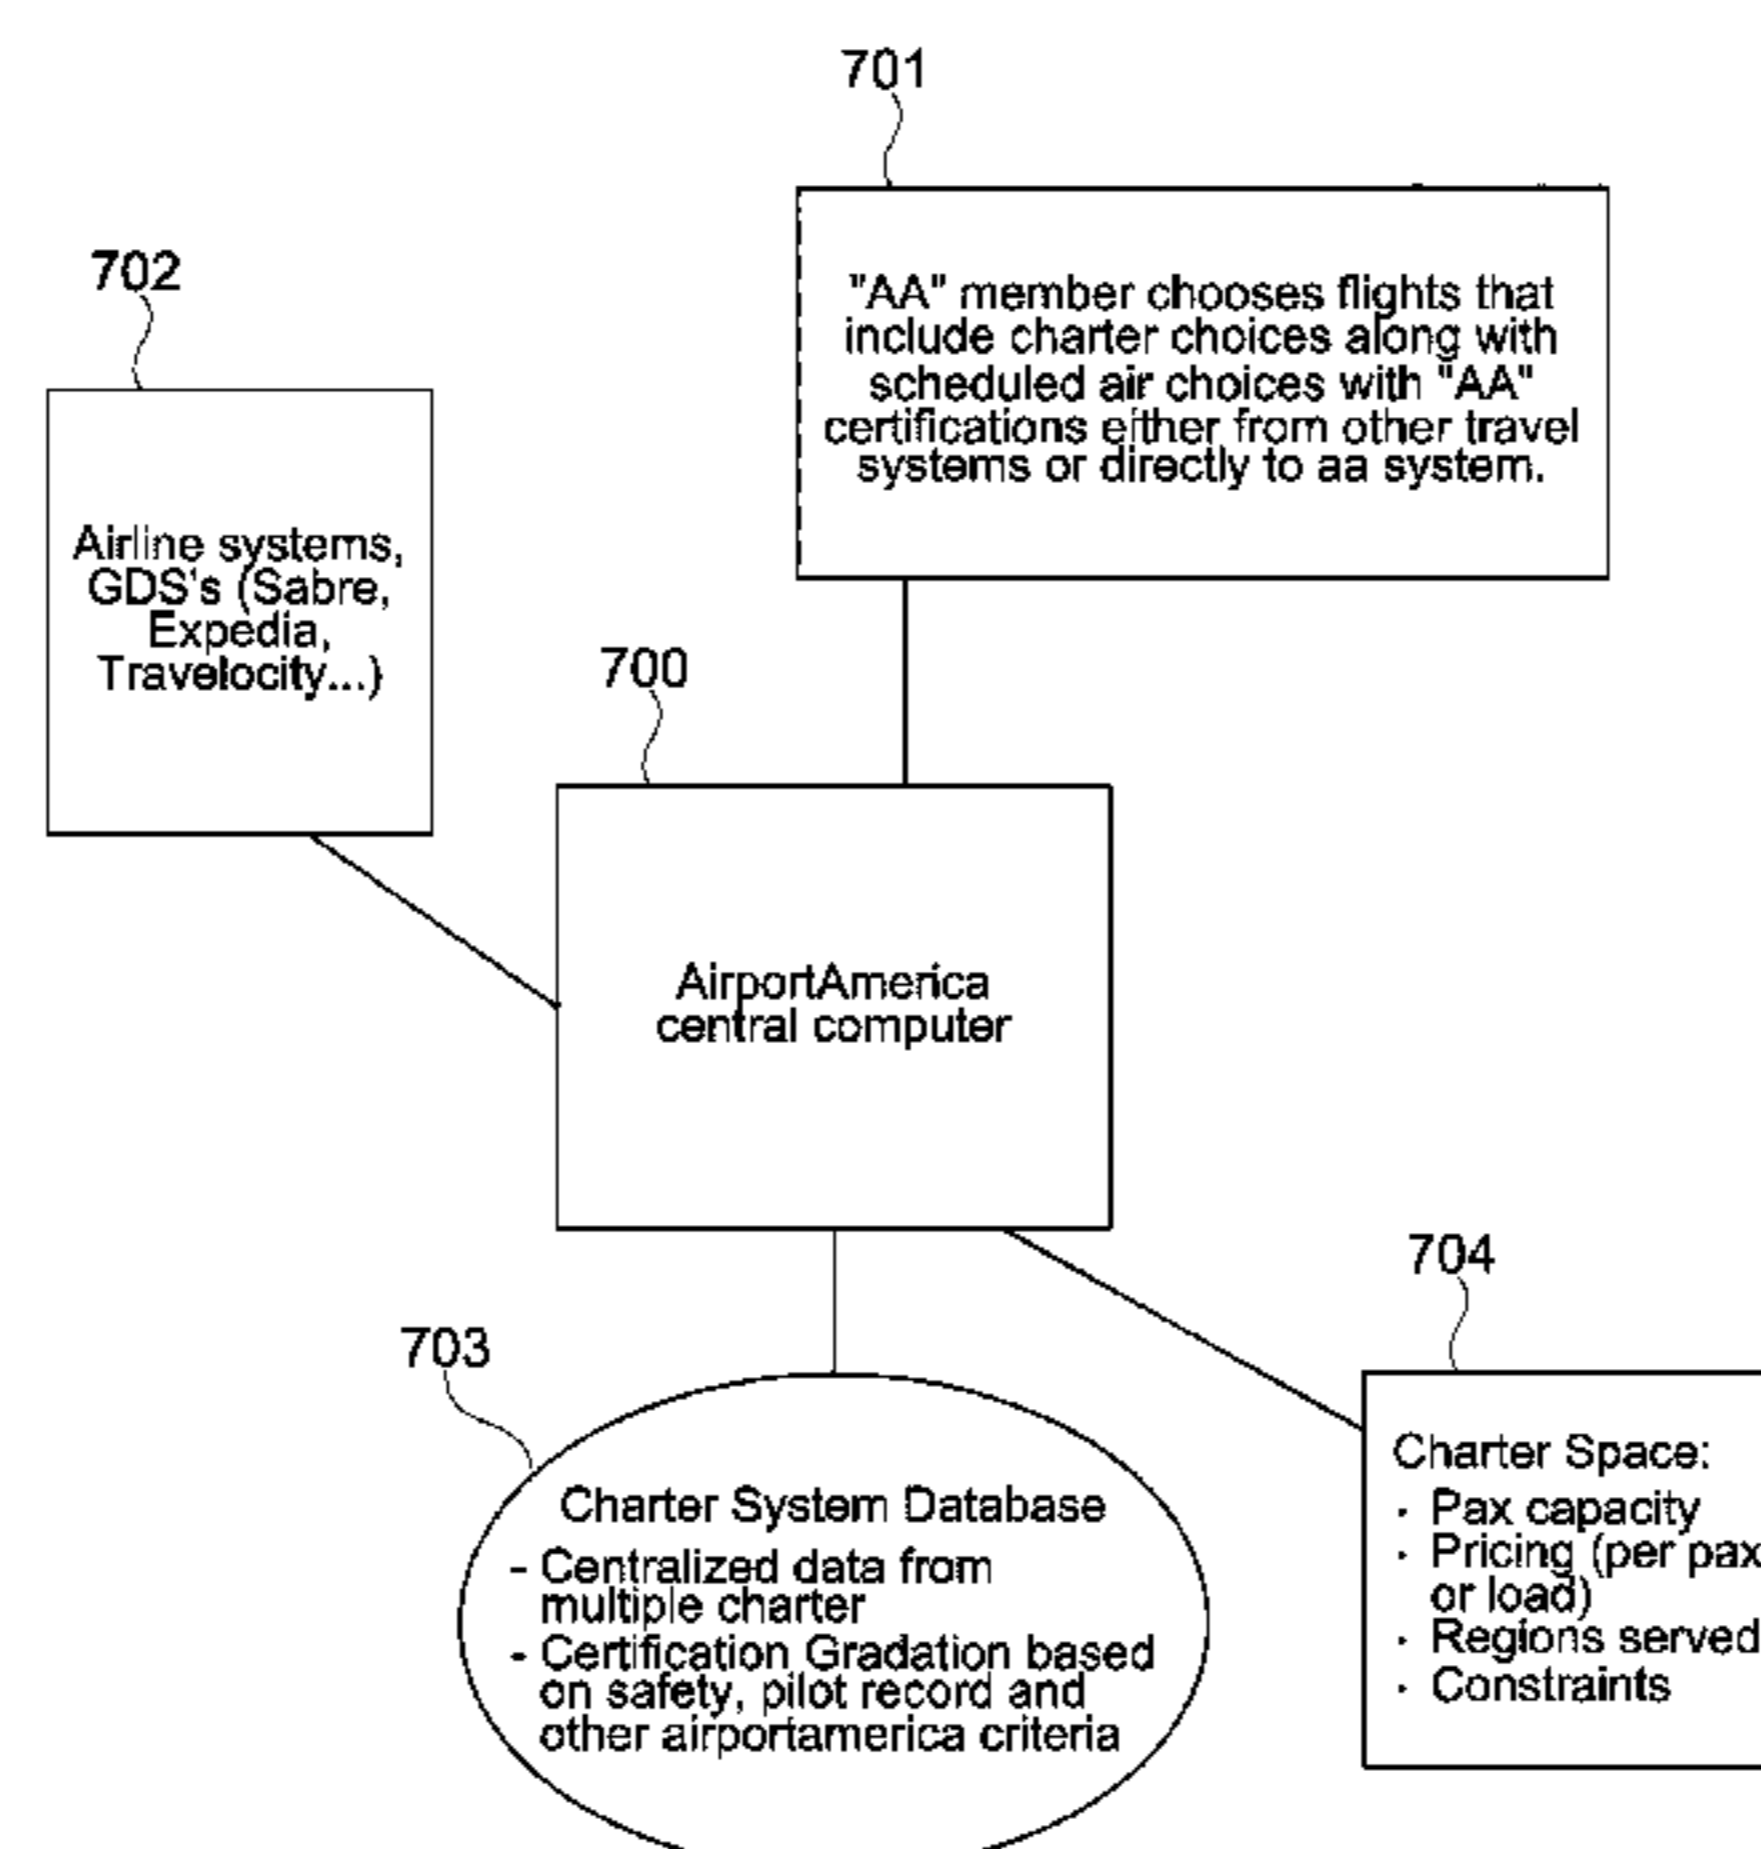 701
"AA" member chooses flights that
include charter choices along with
scheduled air choices with "AA"
certifications either from other travel
systems or directly to aa system.
702
Airline systems,
GDS's (Sabre,
Expedia,
Travelocity...)
700
AirportAmerica
central computer
703
Charter System Database
- Centralized data from
multiple charter
- Certification Gradation based
on safety, pilot record and
other airportamerica criteria
704
Charter Space:
· Pax capacity
· Pricing (per pax
or load)
· Regions served
· Constraints